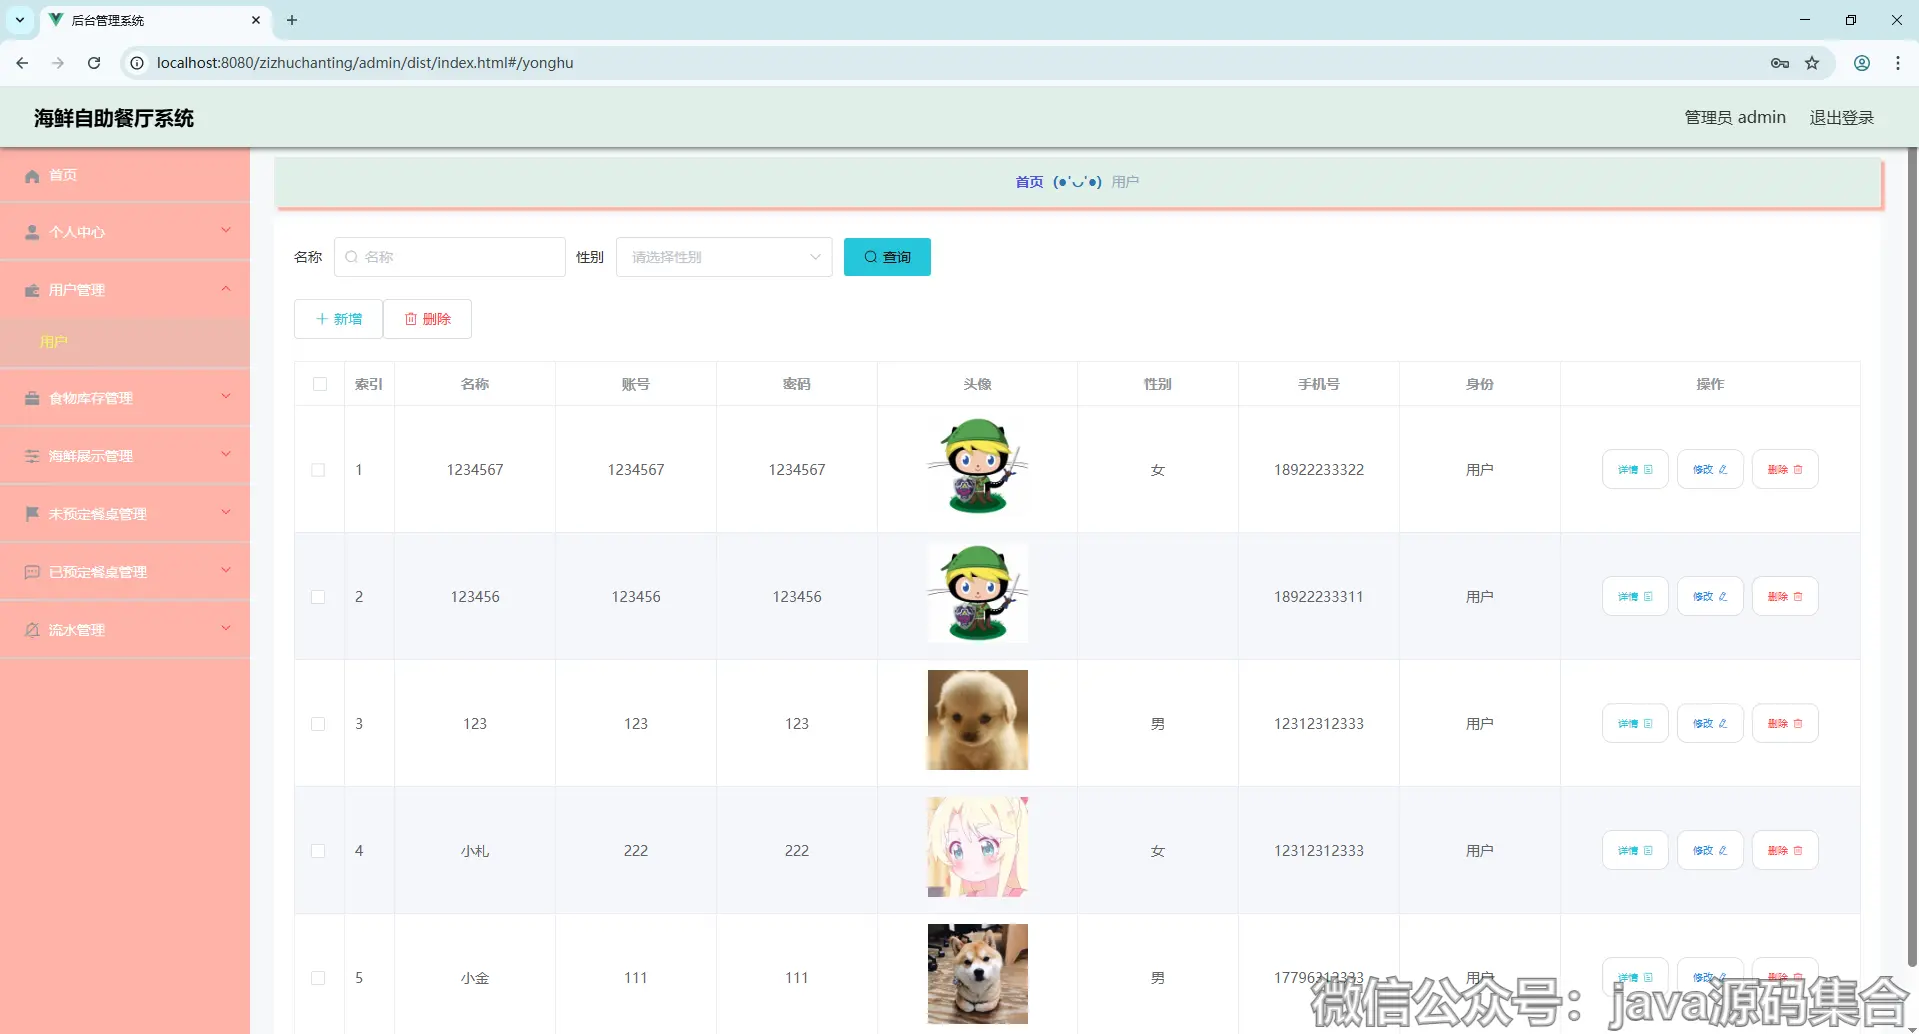 后台管理系统
localhost:8080/zizhuchanting/admin/dist/index.html#/yonghu
海鲜自助餐厅系统
管理员 admin 退出登录
首页
个人中心
用户管理
用户
食物库存管理
海鲜展示管理
未预定餐桌管理
已预定餐桌管理
流水管理
首页 (●'◡'●) 用户
名称 名称 性别 请选择性别 查询
新增 删除
索引 名称 账号 密码 头像 性别 手机号 身份 操作
1 1234567 1234567 1234567 女 18922233322 用户 详情 修改 删除
2 123456 123456 123456 18922233311 用户 详情 修改 删除
3 123 123 123 男 12312312333 用户 详情 修改 删除
4 小札 222 222 女 12312312333 用户 详情 修改 删除
5 小金 111 111 男 17796312333 用户 详情 修改 删除
微信公众号：java源码集合